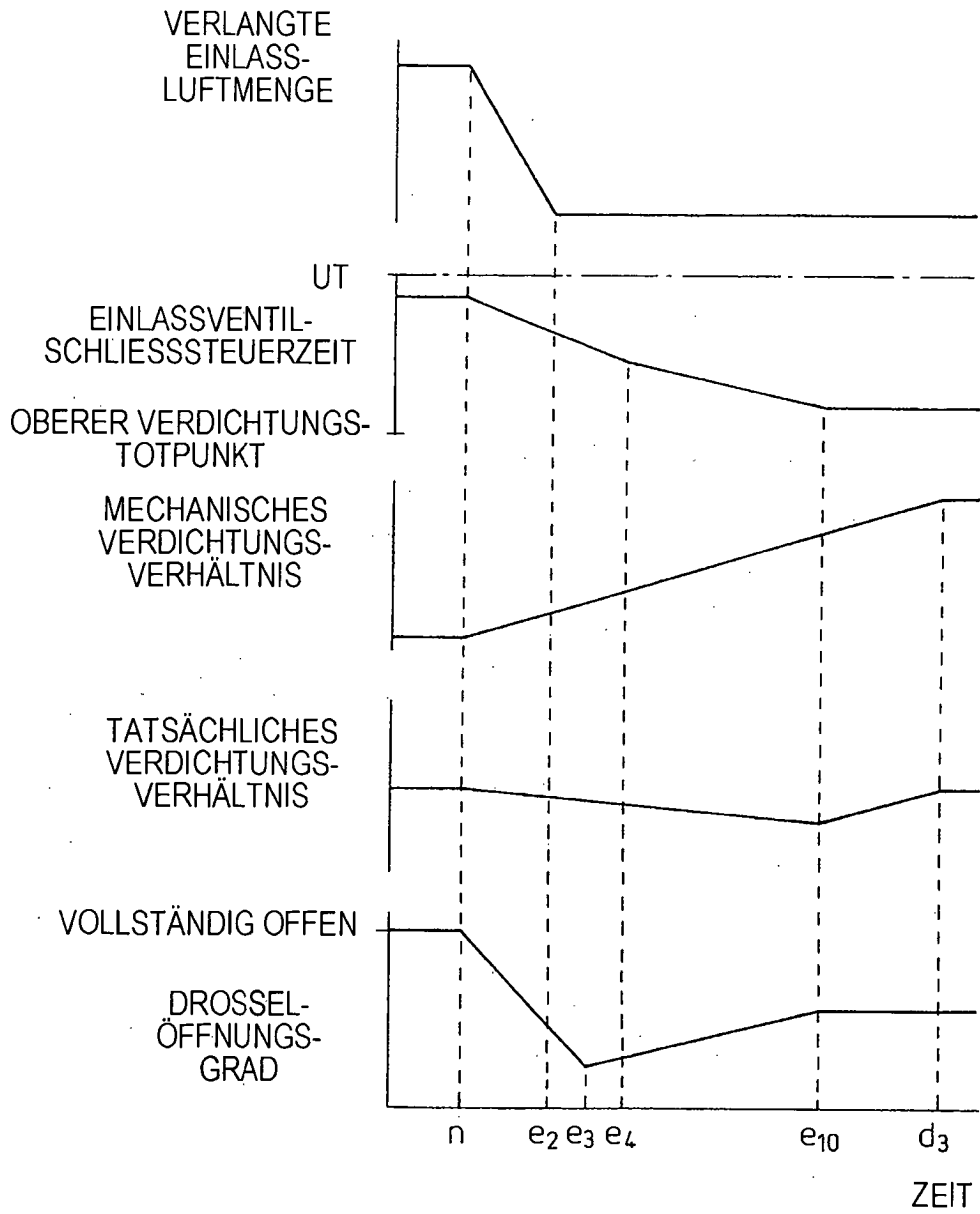 VERLANGTE
EINLASS-
LUFTMENGE
UT
EINLASSVENTIL-
SCHLIESSSTEUERZEIT
OBERER VERDICHTUNGS-
TOTPUNKT
MECHANISCHES
VERDICHTUNGS-
VERHÄLTNIS
TATSÄCHLICHES
VERDICHTUNGS-
VERHÄLTNIS
VOLLSTÄNDIG OFFEN
DROSSEL-
ÖFFNUNGS-
GRAD
n e2 e3 e4 e10 d3
ZEIT